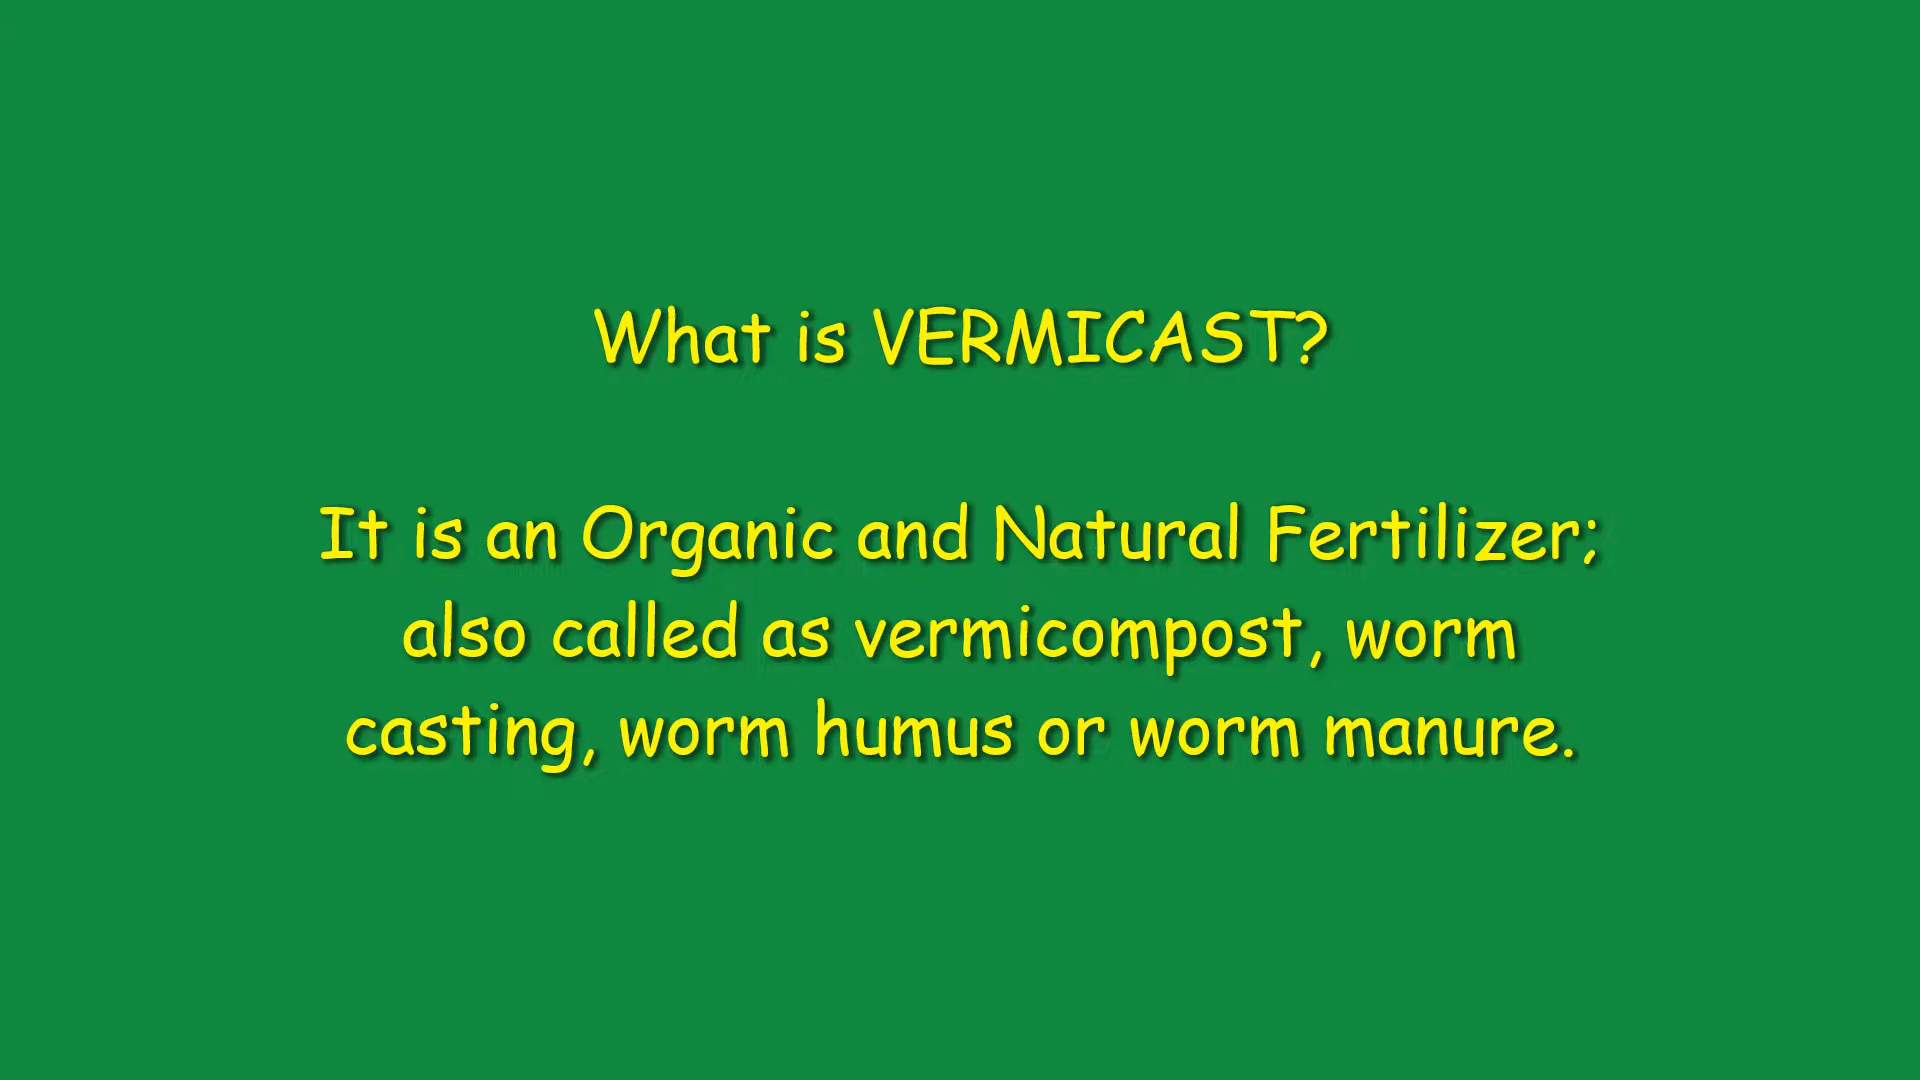 What is VERMICAST?
It is an Organic and Natural Fertilizer;
also called as vermicompost, worm
casting, worm humus or worm manure.